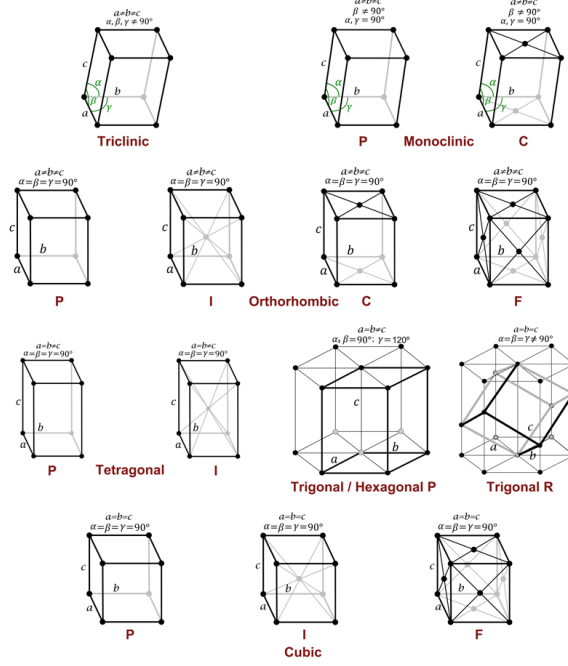 a≠b≠c
α, β, γ ≠ 90°
c
α
b
β
γ
a
Triclinic
a≠b≠c
β ≠ 90°
α, γ = 90°
c
α
b
β
γ
a
P
Monoclinic
a≠b≠c
β ≠ 90°
α, γ = 90°
c
α
b
β
γ
a
C
a≠b≠c
α=β=γ=90°
c
b
a
P
a≠b≠c
α=β=γ=90°
c
b
a
I
Orthorhombic
a≠b≠c
α=β=γ=90°
c
b
a
C
a≠b≠c
α=β=γ=90°
c
b
a
F
a=b≠c
α=β=γ=90°
c
b
a
P
Tetragonal
a=b≠c
α=β=γ=90°
c
b
a
I
a=b≠c
α, β=90°; γ=120°
c
a
b
Trigonal / Hexagonal P
a=b=c
α=β=γ≠90°
c
a
b
Trigonal R
a=b=c
α=β=γ=90°
c
b
a
P
a=b=c
α=β=γ=90°
c
b
a
I
Cubic
a=b=c
α=β=γ=90°
c
b
a
F